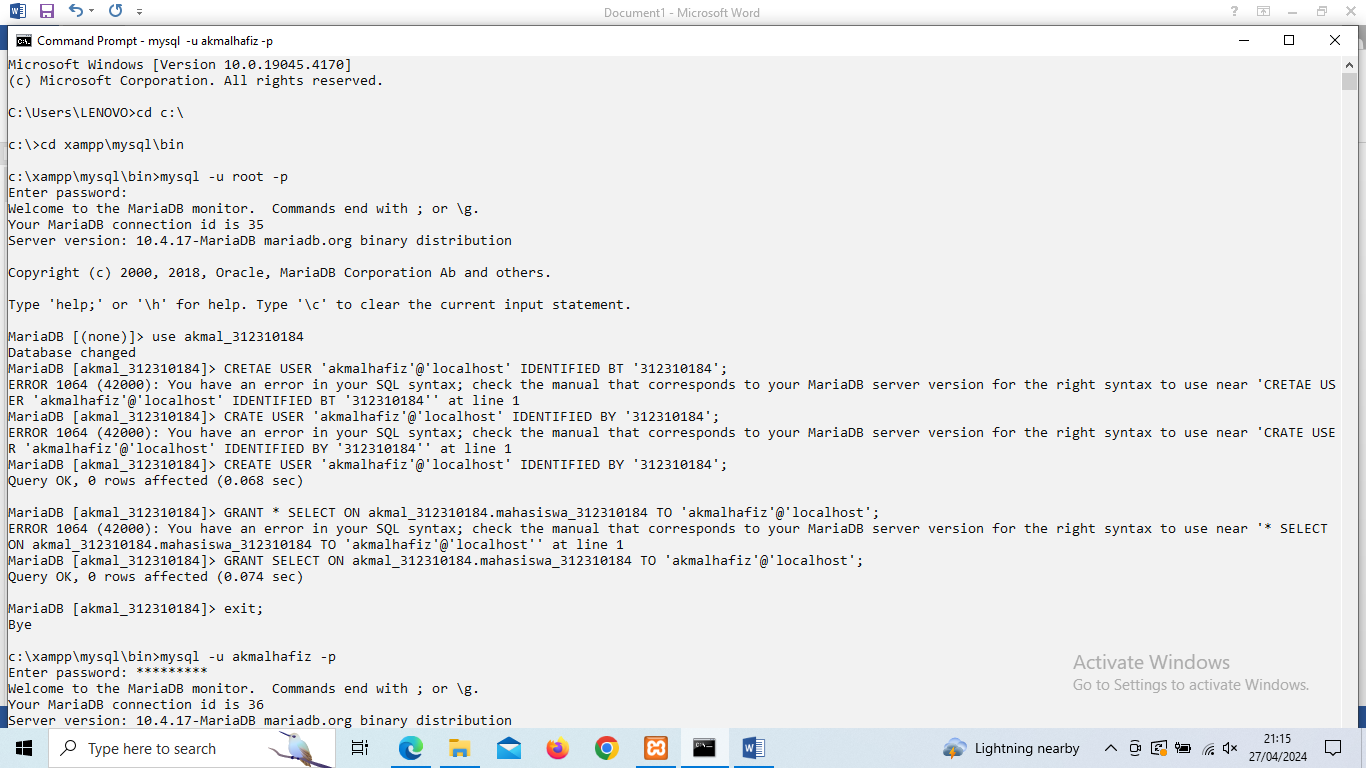 Document1 - Microsoft Word
Command Prompt - mysql  -u akmalhafiz -p
Microsoft Windows [Version 10.0.19045.4170]
(c) Microsoft Corporation. All rights reserved.
C:\Users\LENOVO>cd c:\
c:\>cd xampp\mysql\bin
c:\xampp\mysql\bin>mysql -u root -p
Enter password:
Welcome to the MariaDB monitor.  Commands end with ; or \g.
Your MariaDB connection id is 35
Server version: 10.4.17-MariaDB mariadb.org binary distribution
Copyright (c) 2000, 2018, Oracle, MariaDB Corporation Ab and others.
Type 'help;' or '\h' for help. Type '\c' to clear the current input statement.
MariaDB [(none)]> use akmal_312310184
Database changed
MariaDB [akmal_312310184]> CRETAE USER 'akmalhafiz'@'localhost' IDENTIFIED BT '312310184';
ERROR 1064 (42000): You have an error in your SQL syntax; check the manual that corresponds to your MariaDB server version for the right syntax to use near 'CRETAE US
ER 'akmalhafiz'@'localhost' IDENTIFIED BT '312310184'' at line 1
MariaDB [akmal_312310184]> CRATE USER 'akmalhafiz'@'localhost' IDENTIFIED BY '312310184';
ERROR 1064 (42000): You have an error in your SQL syntax; check the manual that corresponds to your MariaDB server version for the right syntax to use near 'CRATE USE
R 'akmalhafiz'@'localhost' IDENTIFIED BY '312310184'' at line 1
MariaDB [akmal_312310184]> CREATE USER 'akmalhafiz'@'localhost' IDENTIFIED BY '312310184';
Query OK, 0 rows affected (0.068 sec)
MariaDB [akmal_312310184]> GRANT * SELECT ON akmal_312310184.mahasiswa_312310184 TO 'akmalhafiz'@'localhost';
ERROR 1064 (42000): You have an error in your SQL syntax; check the manual that corresponds to your MariaDB server version for the right syntax to use near '* SELECT
ON akmal_312310184.mahasiswa_312310184 TO 'akmalhafiz'@'localhost'' at line 1
MariaDB [akmal_312310184]> GRANT SELECT ON akmal_312310184.mahasiswa_312310184 TO 'akmalhafiz'@'localhost';
Query OK, 0 rows affected (0.074 sec)
MariaDB [akmal_312310184]> exit;
Bye
c:\xampp\mysql\bin>mysql -u akmalhafiz -p
Enter password: *********
Welcome to the MariaDB monitor.  Commands end with ; or \g.
Your MariaDB connection id is 36
Server version: 10.4.17-MariaDB mariadb.org binary distribution
Activate Windows
Go to Settings to activate Windows.
Type here to search
Lightning nearby
21:15
27/04/2024